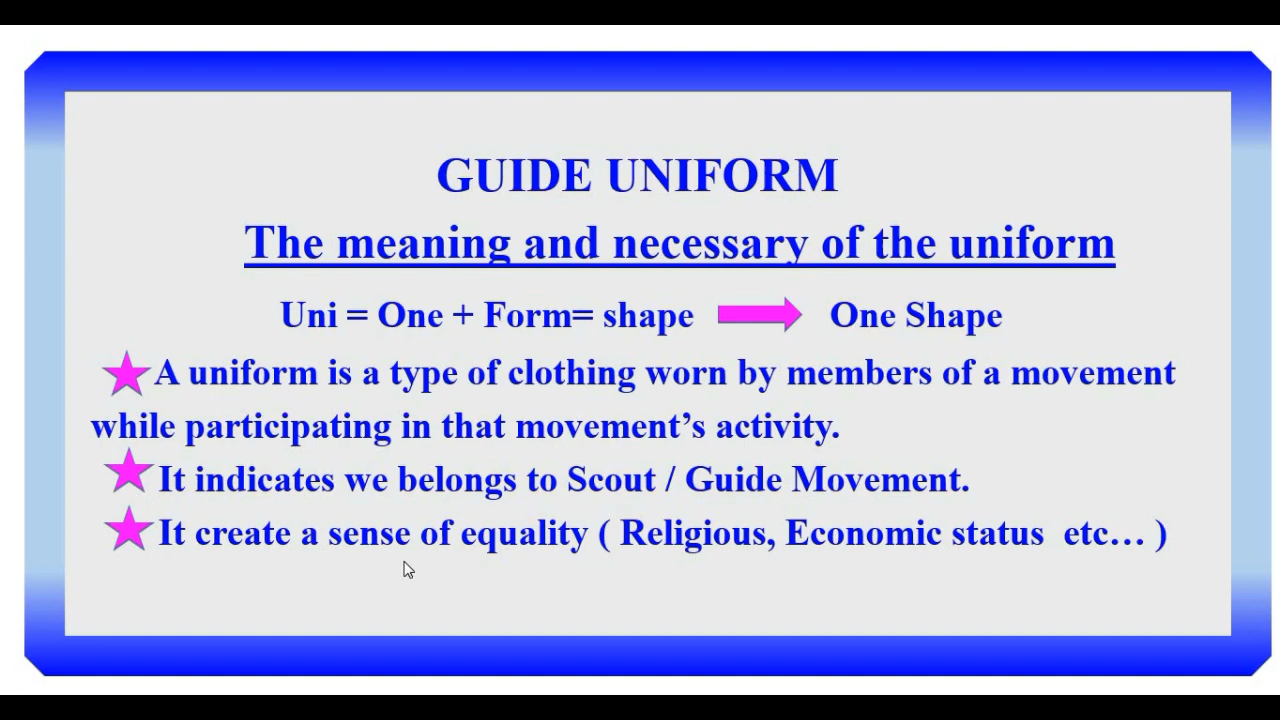 GUIDE UNIFORM
The meaning and necessary of the uniform
Uni = One + Form= shape One Shape
A uniform is a type of clothing worn by members of a movement
while participating in that movement’s activity.
It indicates we belongs to Scout / Guide Movement.
It create a sense of equality ( Religious, Economic status etc… )